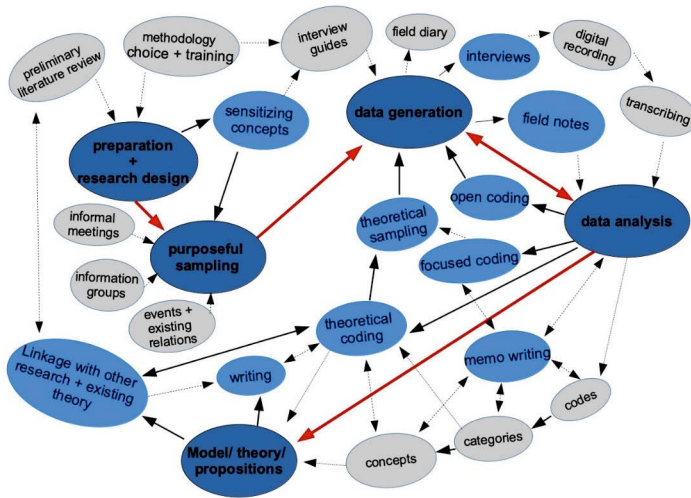 preliminary
literature review
methodology
choice + training
interview
guides
field diary
interviews
digital
recording
transcribing
sensitizing
concepts
data generation
field notes
preparation
+
research design
informal
meetings
purposeful
sampling
information
groups
events +
existing
relations
theoretical
sampling
open coding
data analysis
focused coding
theoretical
coding
memo writing
Linkage with other
research + existing
theory
writing
codes
categories
concepts
Model/ theory/
propositions